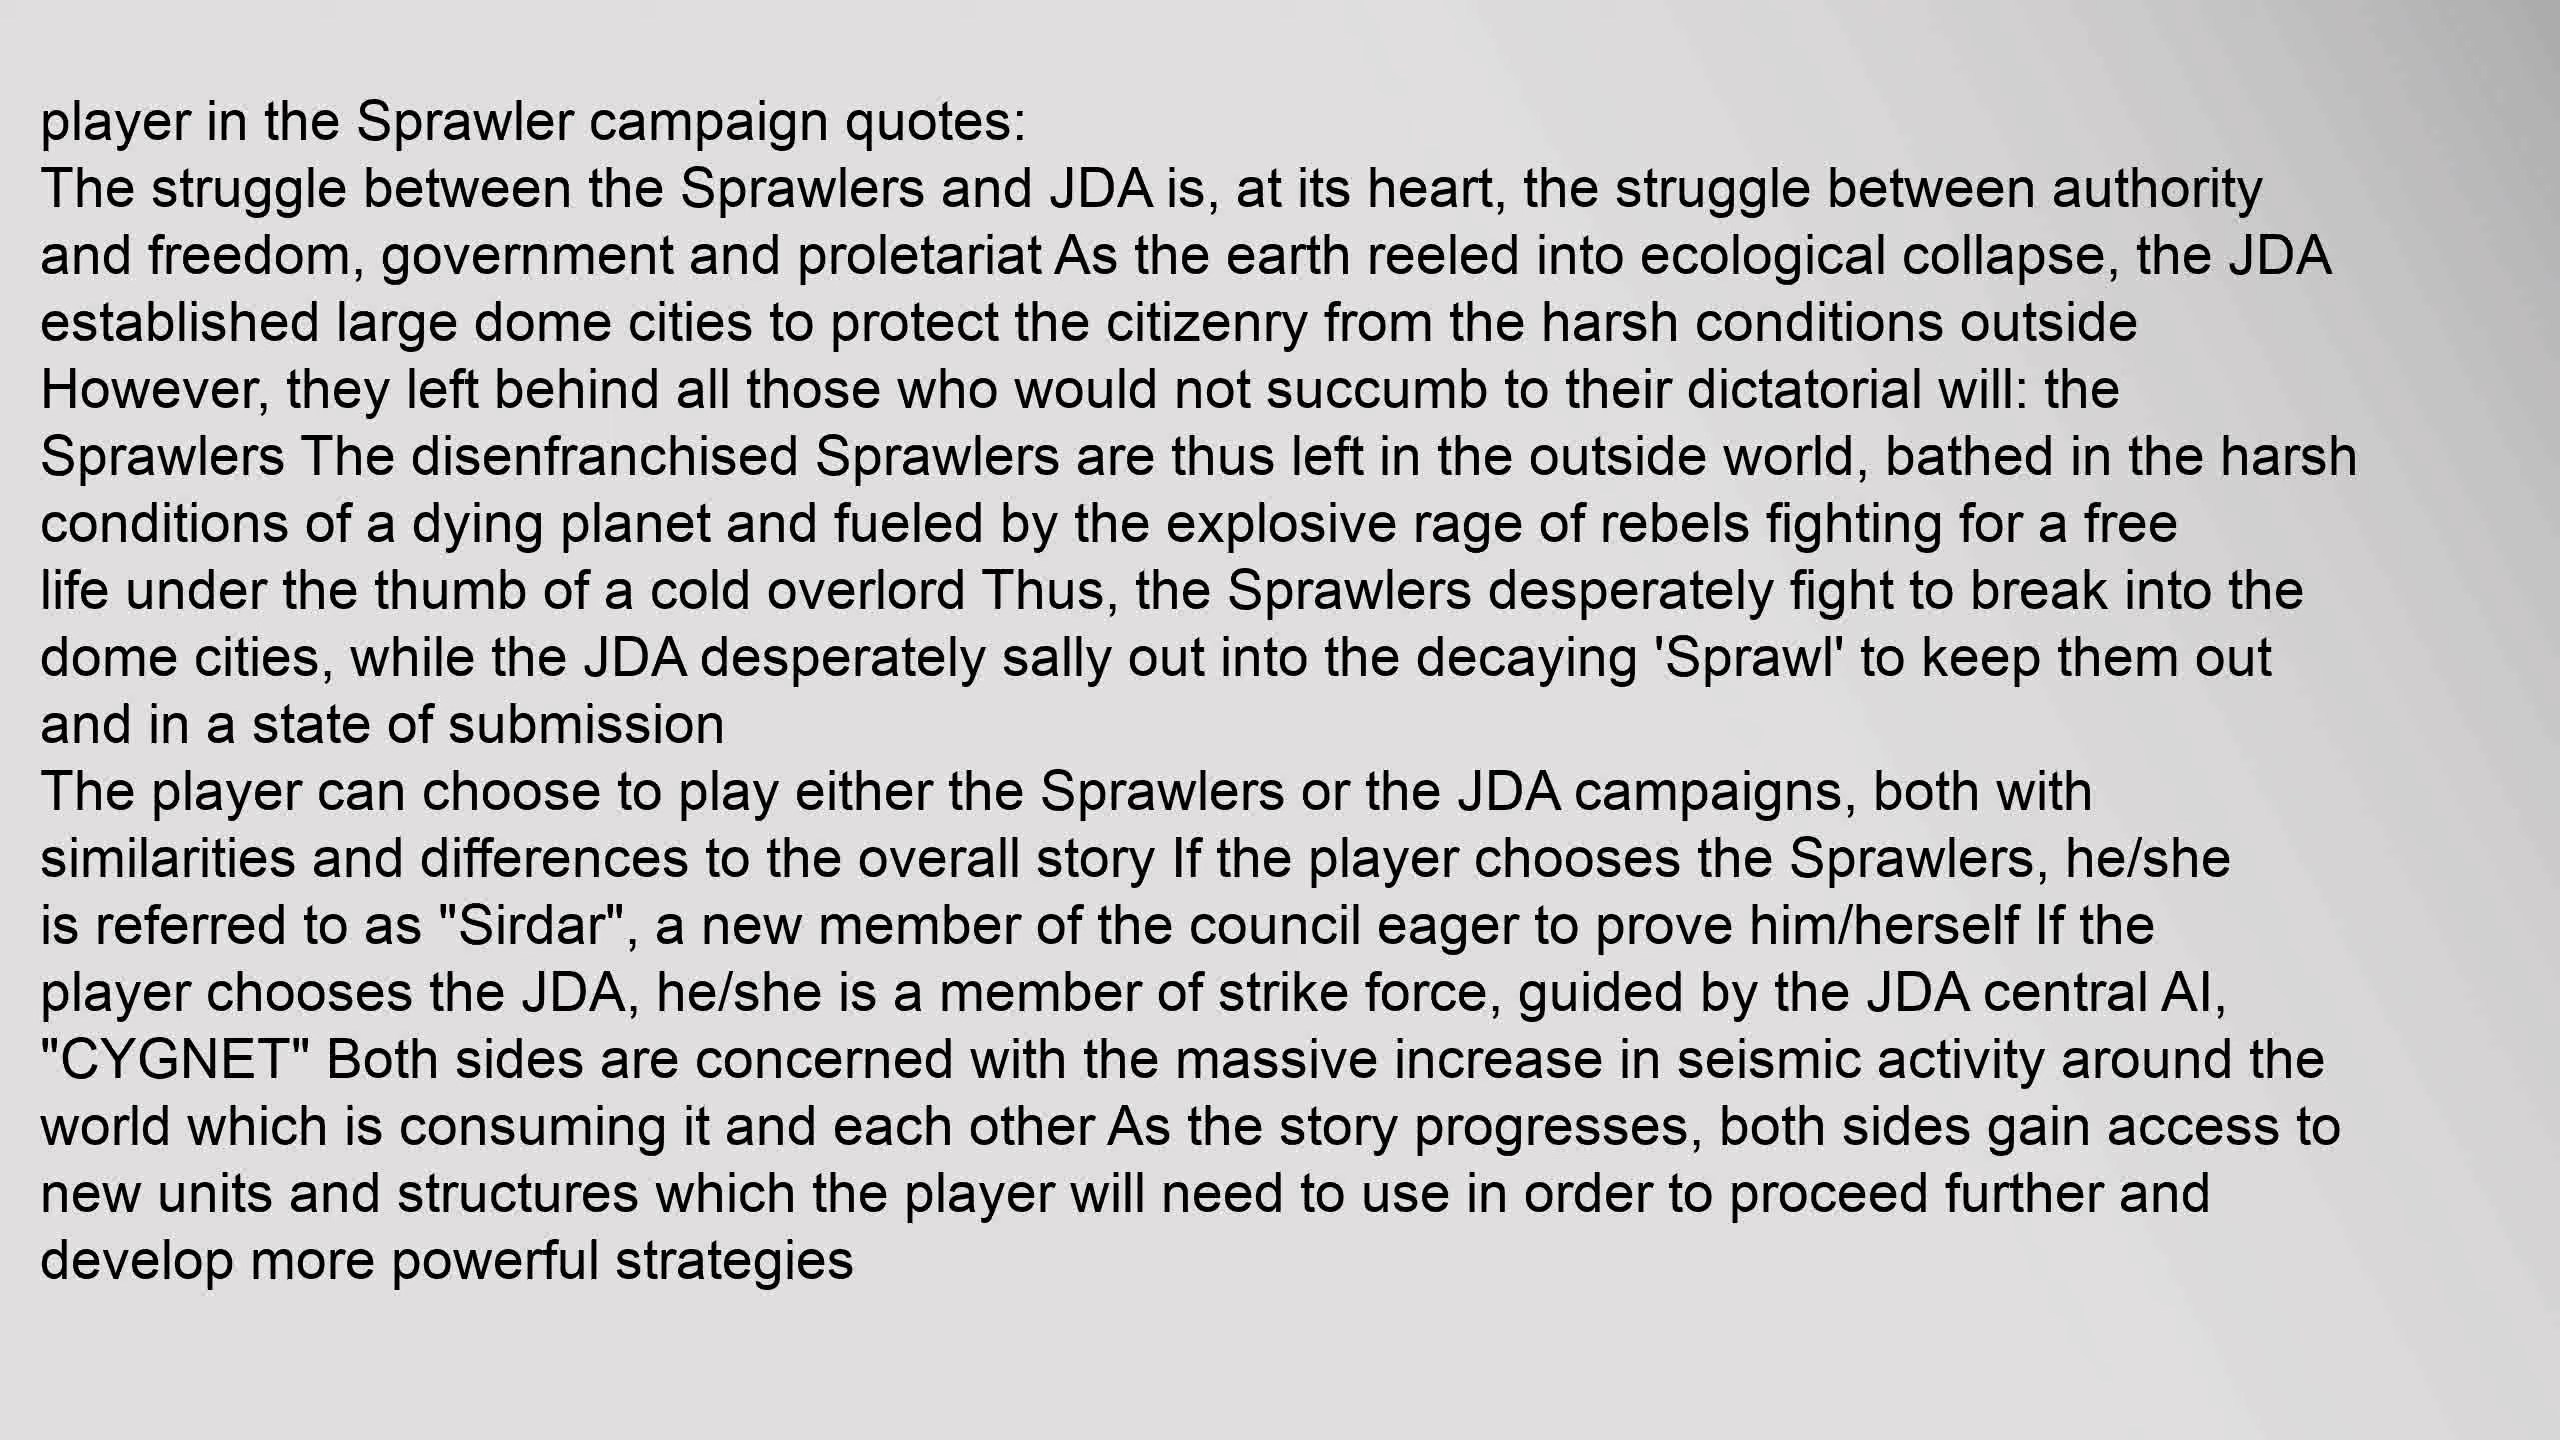 player in the Sprawler campaign quotes:
The struggle between the Sprawlers and JDA is, at its heart, the struggle between authority
and freedom, government and proletariat As the earth reeled into ecological collapse, the JDA
established large dome cities to protect the citizenry from the harsh conditions outside
However, they left behind all those who would not succumb to their dictatorial will: the
Sprawlers The disenfranchised Sprawlers are thus left in the outside world, bathed in the harsh
conditions of a dying planet and fueled by the explosive rage of rebels fighting for a free
life under the thumb of a cold overlord Thus, the Sprawlers desperately fight to break into the
dome cities, while the JDA desperately sally out into the decaying 'Sprawl' to keep them out
and in a state of submission
The player can choose to play either the Sprawlers or the JDA campaigns, both with
similarities and differences to the overall story If the player chooses the Sprawlers, he/she
is referred to as "Sirdar", a new member of the council eager to prove him/herself If the
player chooses the JDA, he/she is a member of strike force, guided by the JDA central AI,
"CYGNET" Both sides are concerned with the massive increase in seismic activity around the
world which is consuming it and each other As the story progresses, both sides gain access to
new units and structures which the player will need to use in order to proceed further and
develop more powerful strategies